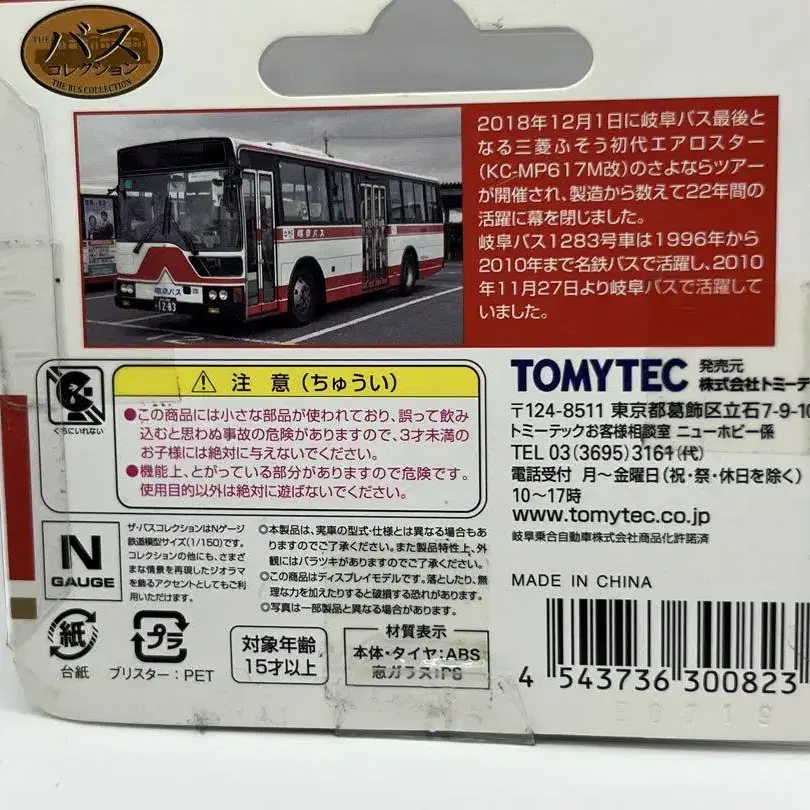 THE バス
コレクション
THE BUS COLLECTION
岐阜バス
岐阜バス
12-83
2018年12月1日に岐阜バス最後と
なる三菱ふそう初代エアロスター
(KC-MP617M改)のさよならツアー
が開催され、製造から数えて22年間の
活躍に幕を閉じました。
岐阜バス1283号車は1996年から
2010年まで名鉄バスで活躍し、2010
年11月27日より岐阜バスで活躍して
いました。
くちにいれない
注 意(ちゅうい)
●この商品には小さな部品が使われており、誤って飲み
込むと思わぬ事故の危険がありますので、3才未満の
お子様には絶対に与えないでください。
●機能上、とがっている部分がありますので危険です。
使用目的以外は絶対に遊ばないでください。
TOMYTEC 発売元
株式会社トミーテ
〒124-8511 東京都葛飾区立石7-9-10
トミーテックお客様相談室 ニューホビー係
TEL 03(3695)3161(代)
電話受付 月〜金曜日(祝・祭・休日を除く)
10〜17時
www.tomytec.co.jp
岐阜乗合自動車株式会社商品化許諾済
N
GAUGE
ザ・バスコレクションはNゲージ
鉄道模型サイズ(1/150)です。
コレクションの他にも、さまざ
まな情景を再現したジオラマ
を飾るアクセントとしてもご利
用いただけます。
○本製品は、実車の型式・仕様とは異なる場合もあ
りますのでご了承ください。また製品特性上、外
観にはバラツキがありますのでご了承ください。
○この商品はディスプレイモデルです。落としたり、無
理な力を加えたりすると破損する恐れがあります。
○写真は一部製品と異なる場合があります。
MADE IN CHINA
紙
台紙
プラ
ブリスター:PET
対象年齢
15才以上
材質表示
本体・タイヤ:ABS
窓ガラス:PS
4 543736 300823